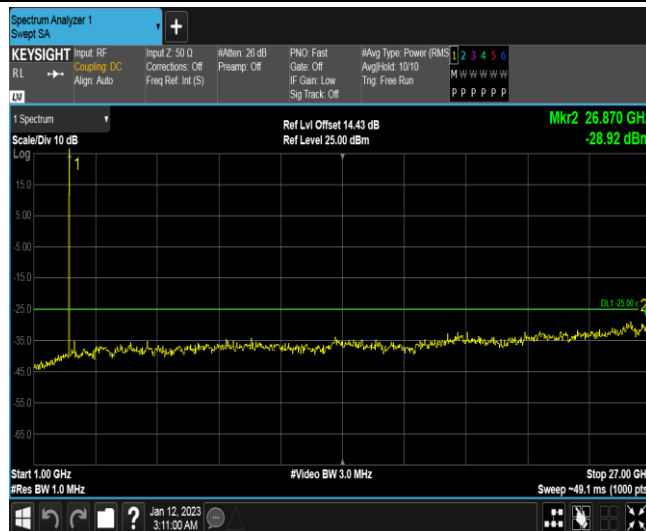 Spectrum Analyzer 1
Swept SA
+
KEYSIGHT Input: RF Input Z: 50 Ω #Atten: 26 dB PNO: Fast #Avg Type: Power (RMS 1 2 3 4 5 6
RL Coupling: DC Corrections: Off Preamp: Off Gate: Off Avg|Hold: 10/10 M W W W W W
Align: Auto Freq Ref: Int (S) IF Gain: Low Trig: Free Run
Sig Track: Off P P P P P P
LXI
1 Spectrum Ref Lvl Offset 14.43 dB Mkr2 26.870 GHz
Scale/Div 10 dB Ref Level 25.00 dBm -28.92 dBm
Log
1
15.0
5.00
-5.00
-15.0
DL1 -25.00 2
-25.0
-35.0
-45.0
-55.0
-65.0
Start 1.00 GHz #Video BW 3.0 MHz Stop 27.00 GH
#Res BW 1.0 MHz Sweep ~49.1 ms (1000 pts
? Jan 12, 2023
3:11:00 AM